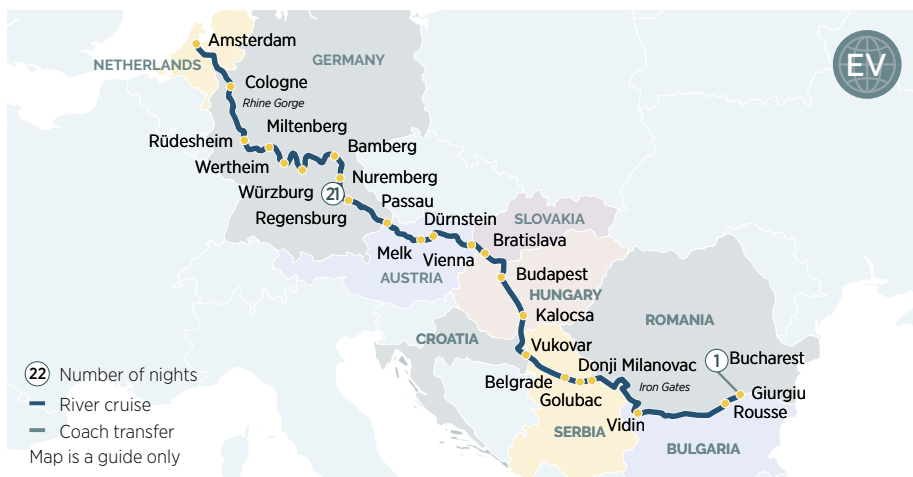 Amsterdam
NETHERLANDS
GERMANY
EV
Cologne
Rhine Gorge
Miltenberg
Rüdesheim
Bamberg
Wertheim
Nuremberg
Würzburg
21
Passau
Regensburg
Dürnstein
SLOVAKIA
Bratislava
Melk
Vienna
AUSTRIA
Budapest
HUNGARY
Kalocsa
ROMANIA
CROATIA
Vukovar
1
Bucharest
Donji Milanovac
Belgrade
Iron Gates
Giurgiu
Golubac
Rousse
Vidin
SERBIA
BULGARIA
22 Number of nights
River cruise
Coach transfer
Map is a guide only